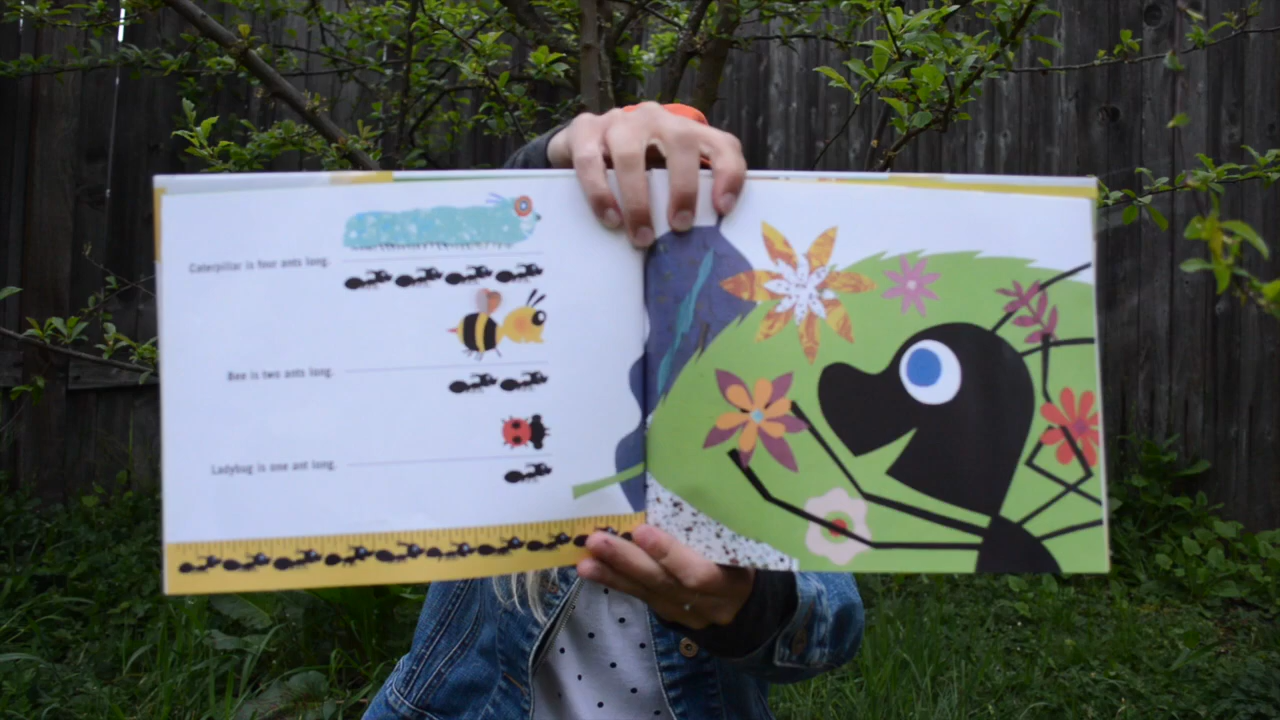 Caterpillar is four ants long.
Bee is two ants long.
Ladybug is one ant long.